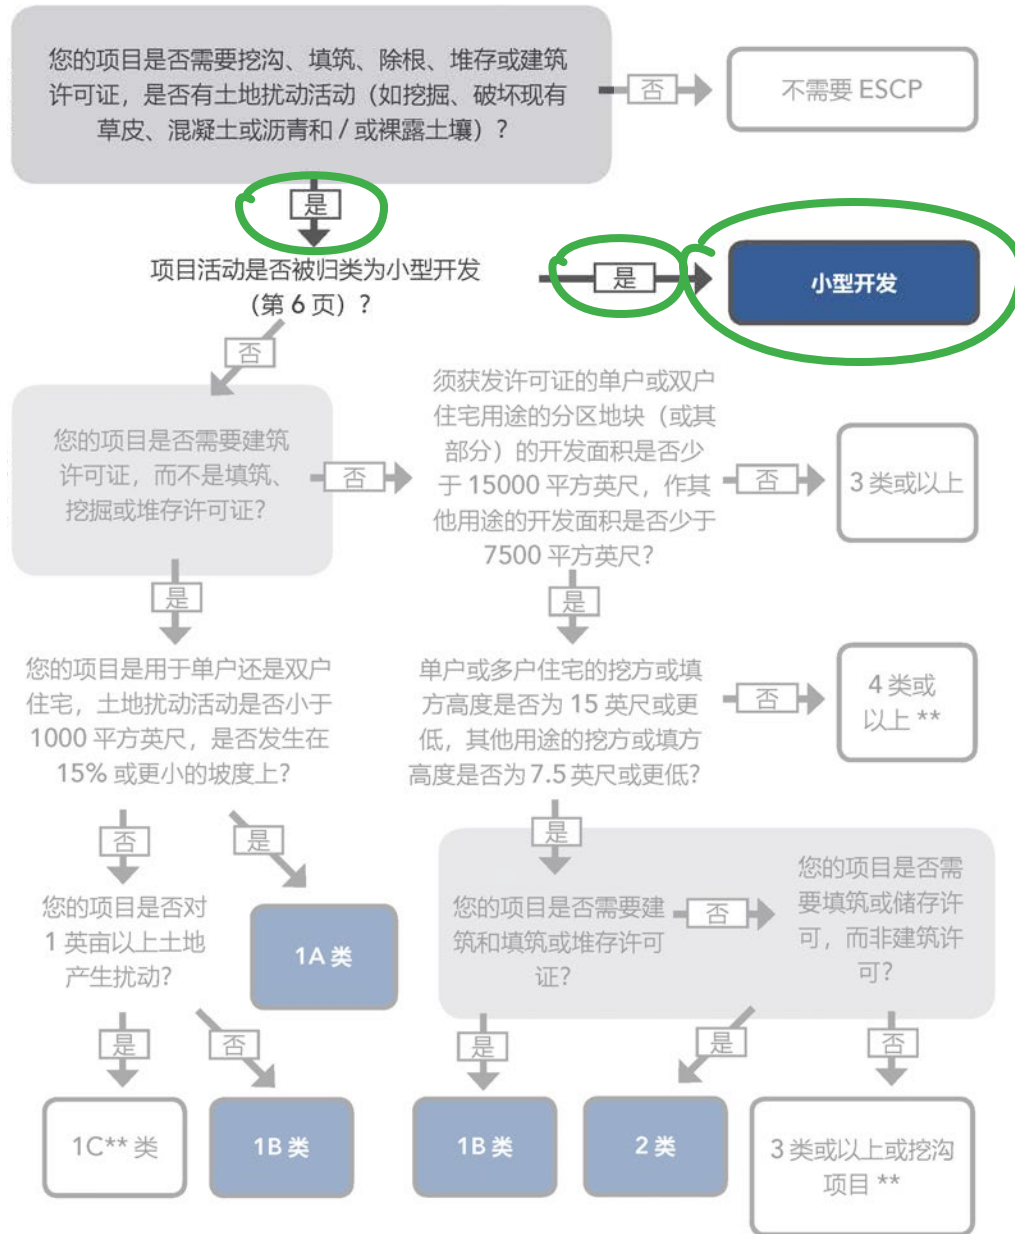 您的项目是否需要挖沟、填筑、除根、堆存或建筑
许可证，是否有土地扰动活动（如挖掘、破坏现有
草皮、混凝土或沥青和 / 或裸露土壤）？
否
不需要 ESCP
是
项目活动是否被归类为小型开发
（第 6 页）？
是
小型开发
否
您的项目是否需要建筑
许可证，而不是填筑、
挖掘或堆存许可证？
否
须获发许可证的单户或双户
住宅用途的分区地块（或其
部分）的开发面积是否少
于 15000 平方英尺，作其
他用途的开发面积是否少于
7500 平方英尺？
否
3 类或以上
是
是
您的项目是用于单户还是双户
住宅，土地扰动活动是否小于
1000 平方英尺，是否发生在
15% 或更小的坡度上？
单户或多户住宅的挖方或填
方高度是否为 15 英尺或更
低，其他用途的挖方或填方
高度是否为 7.5 英尺或更低？
否
4 类或
以上 **
否
是
是
您的项目是否对
1 英亩以上土地
产生扰动？
1A 类
您的项目是否需要建
筑和填筑或堆存许可
证？
否
您的项目是否需
要填筑或储存许
可，而非建筑许
可？
是
否
是
是
否
1C** 类
1B 类
1B 类
2 类
3 类或以上或挖沟
项目 **